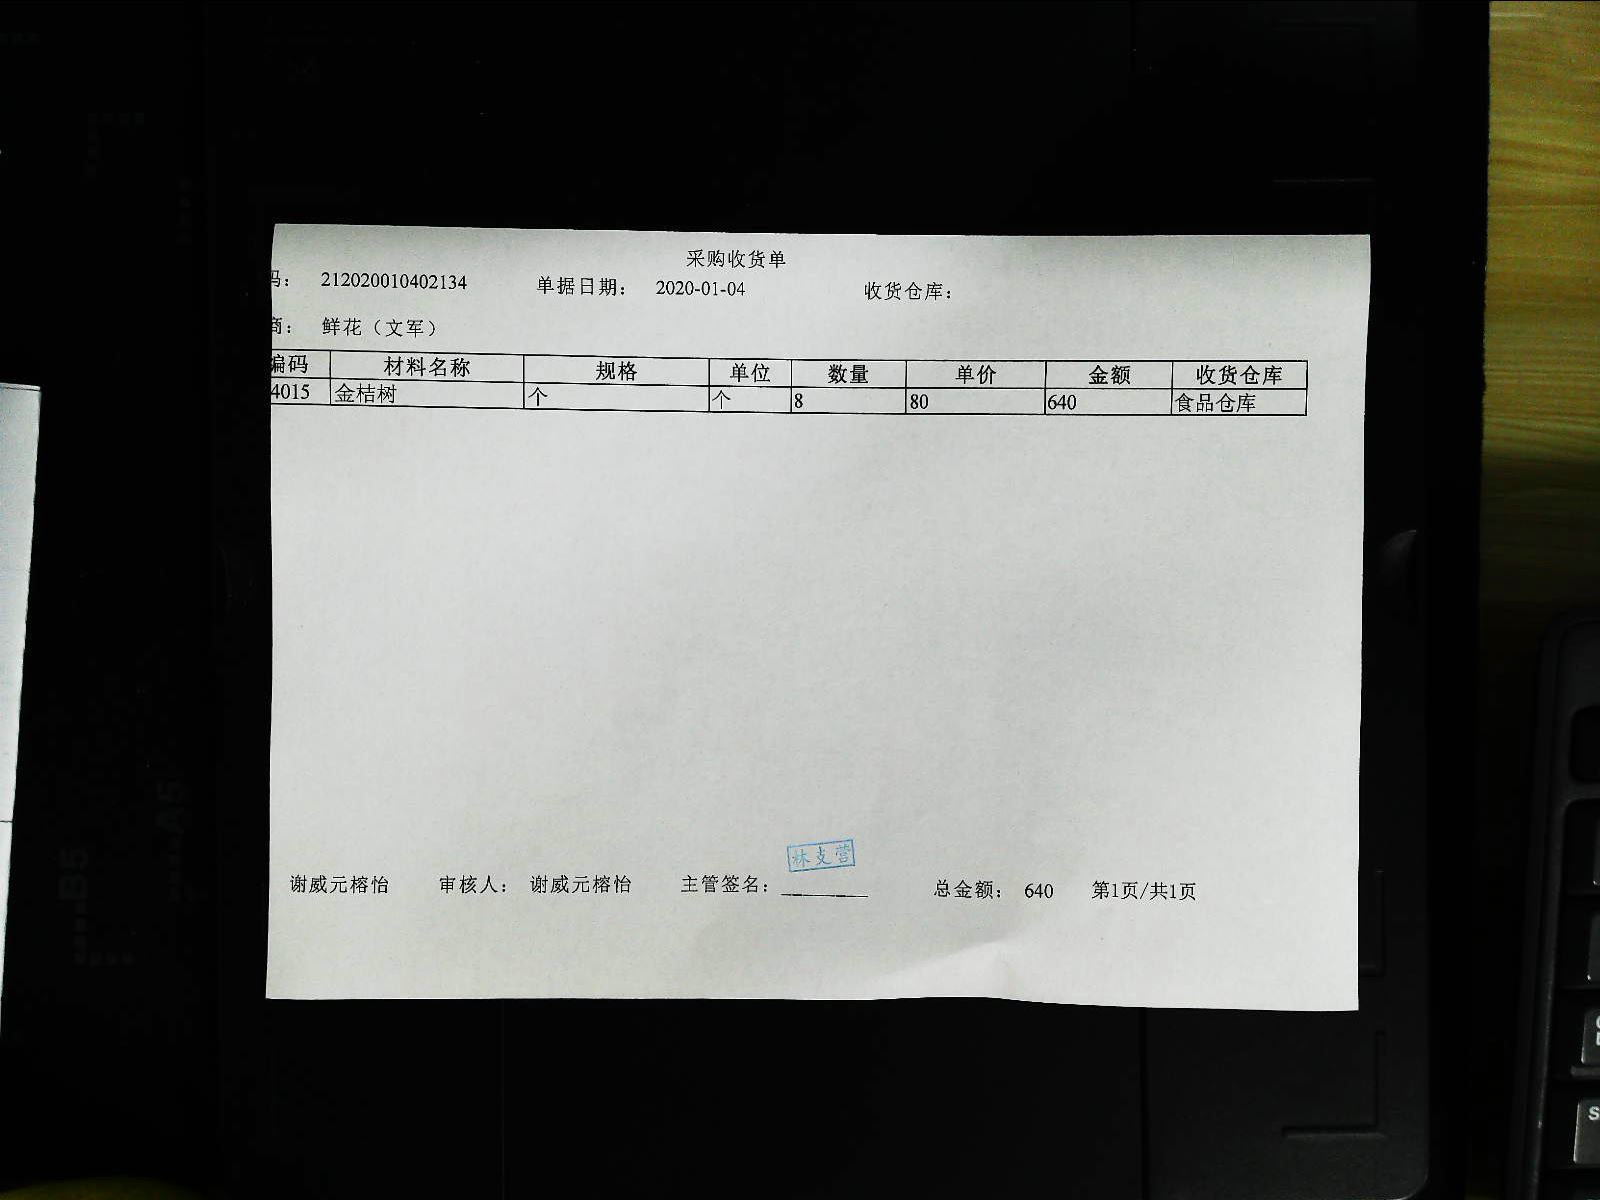 采购收货单
码： 212020010402134 单据日期： 2020-01-04 收货仓库：
商： 鲜花（文军）
编码 材料名称 规格 单位 数量 单价 金额 收货仓库
4015 金桔树 个 个 8 80 640 食品仓库
林支营
谢威元榕怡 审核人： 谢威元榕怡 主管签名： 总金额： 640 第1页/共1页
B5
A5